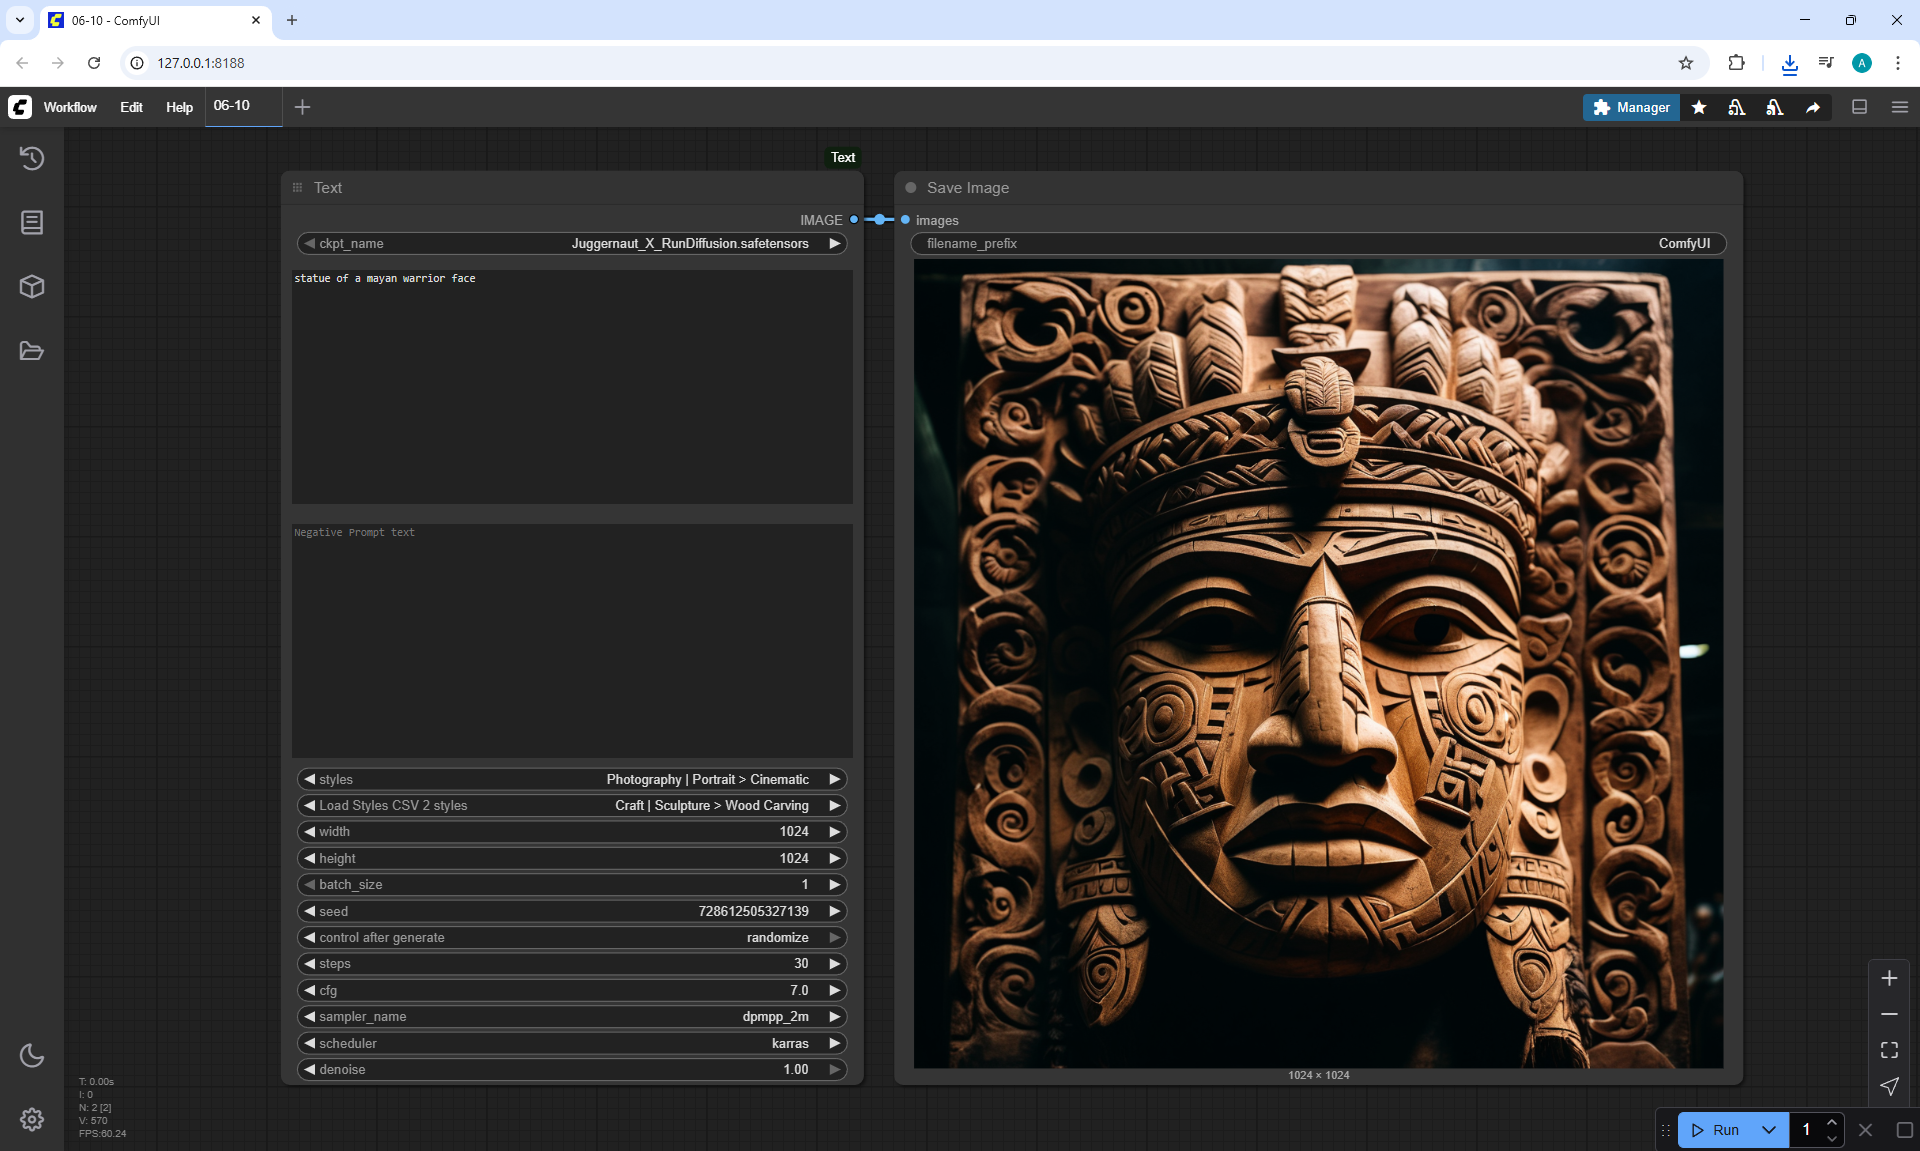 06-10 - ComfyUI
127.0.0.1:8188
Workflow Edit Help 06-10
Manager
A
Text
Text
IMAGE
ckpt_name Juggernaut_X_RunDiffusion.safetensors
statue of a mayan warrior face
Negative Prompt text
styles Photography | Portrait > Cinematic
Load Styles CSV 2 styles Craft | Sculpture > Wood Carving
width 1024
height 1024
batch_size 1
seed 728612505327139
control after generate randomize
steps 30
cfg 7.0
sampler_name dpmpp_2m
scheduler karras
denoise 1.00
Save Image
images
filename_prefix ComfyUI
1024 × 1024
T: 0.00s
I: 0
N: 2 [2]
V: 570
FPS:60.24
Run 1